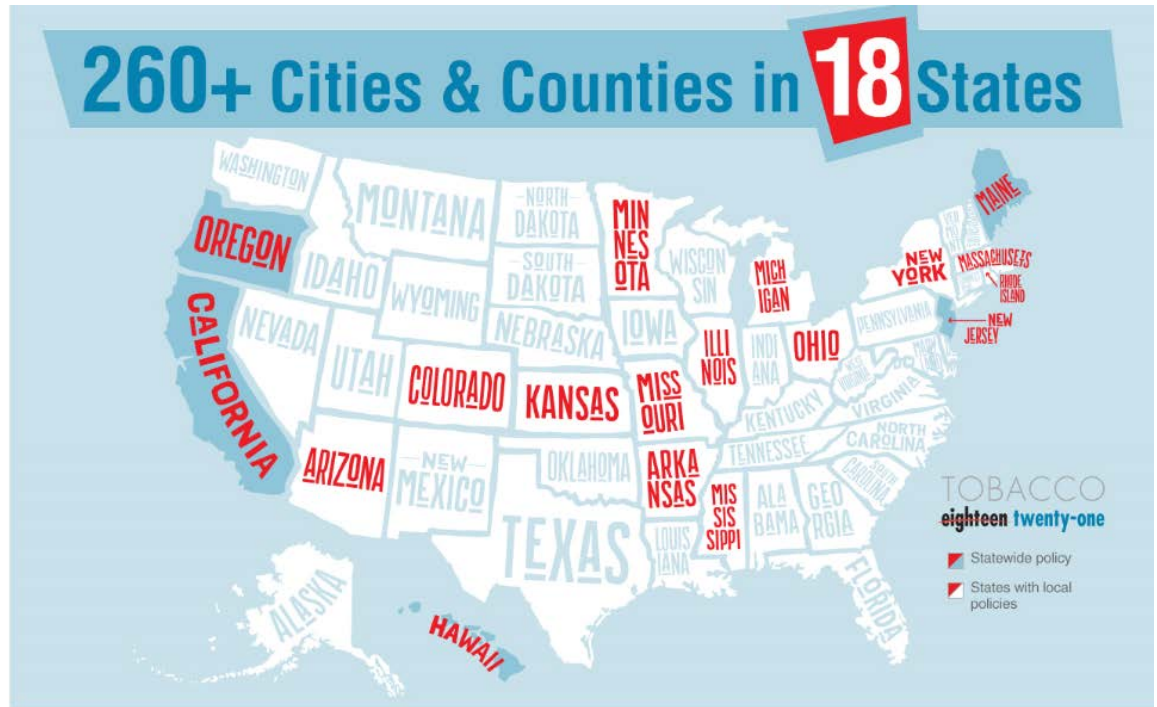 260+ Cities & Counties in 18 States
WASHINGTON
MONTANA
NORTH
DAKOTA
MIN
NES
OTA
MAINE
OREGON
IDAHO
WYOMING
SOUTH
DAKOTA
WISCON
SIN
MICH
IGAN
NEW
YORK
MASSACHUSETS
RHODE
ISLAND
CALIFORNIA
NEVADA
UTAH
NEBRASKA
IOWA
ILLI
NOIS
INDI
ANA
OHIO
PENNSYLVANIA
NEW
JERSEY
COLORADO
KANSAS
MISS
OURI
KENTUCKY
WEST
VIRGINIA
VIRGINIA
ARIZONA
NEW
MEXICO
OKLAHOMA
ARKA
NSAS
TENNESSEE
NORTH
CAROLINA
SOUTH
CAROLINA
TEXAS
LOUIS
IANA
MIS
SIS
SIPPI
ALA
BAMA
GEO
RGIA
FLORIDA
ALASKA
HAWAII
TOBACCO
eighteen twenty-one
Statewide policy
States with local
policies